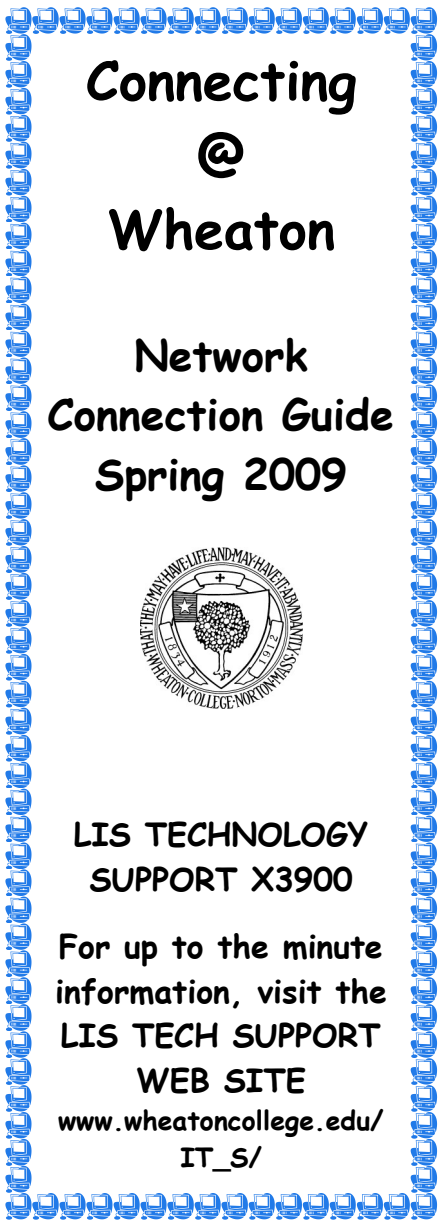 Connecting
@
Wheaton
Network
Connection Guide
Spring 2009
THAT·THEY·MAY·HAVE·LIFE·AND·MAY·HAVE·IT·ABVNDANTLY
1834
1912
WHEATON·COLLEGE·NORTON·MASS·
LIS TECHNOLOGY
SUPPORT X3900
For up to the minute
information, visit the
LIS TECH SUPPORT
WEB SITE
www.wheatoncollege.edu/
IT_S/